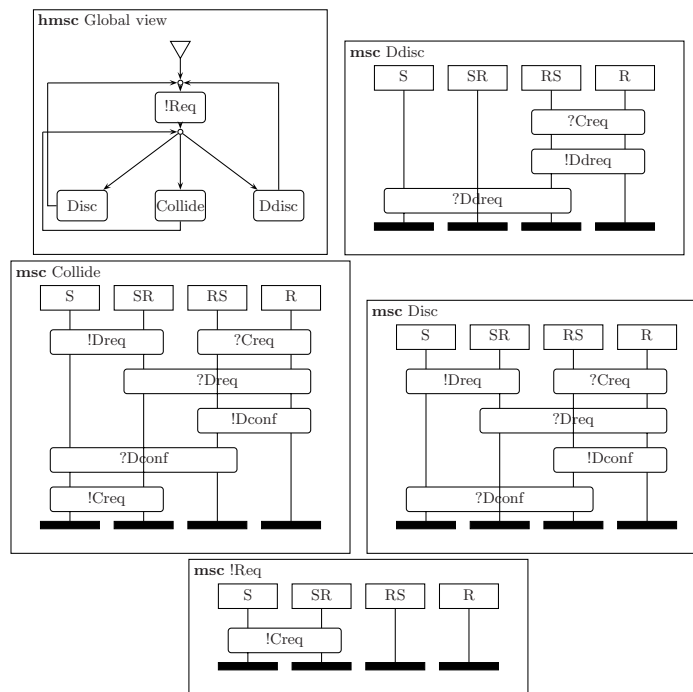 hmsc Global view
!Req
Disc
Collide
Ddisc
msc Ddisc
S SR RS R
?Creq
!Ddreq
?Ddreq
msc Collide
S SR RS R
!Dreq ?Creq
?Dreq
!Dconf
?Dconf
!Creq
msc Disc
S SR RS R
!Dreq ?Creq
?Dreq
!Dconf
?Dconf
msc !Req
S SR RS R
!Creq